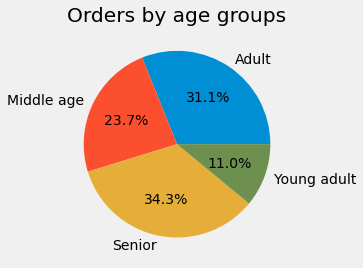 Orders by age groups
Adult
31.1%
Middle age
23.7%
34.3%
Senior
11.0%
Young adult